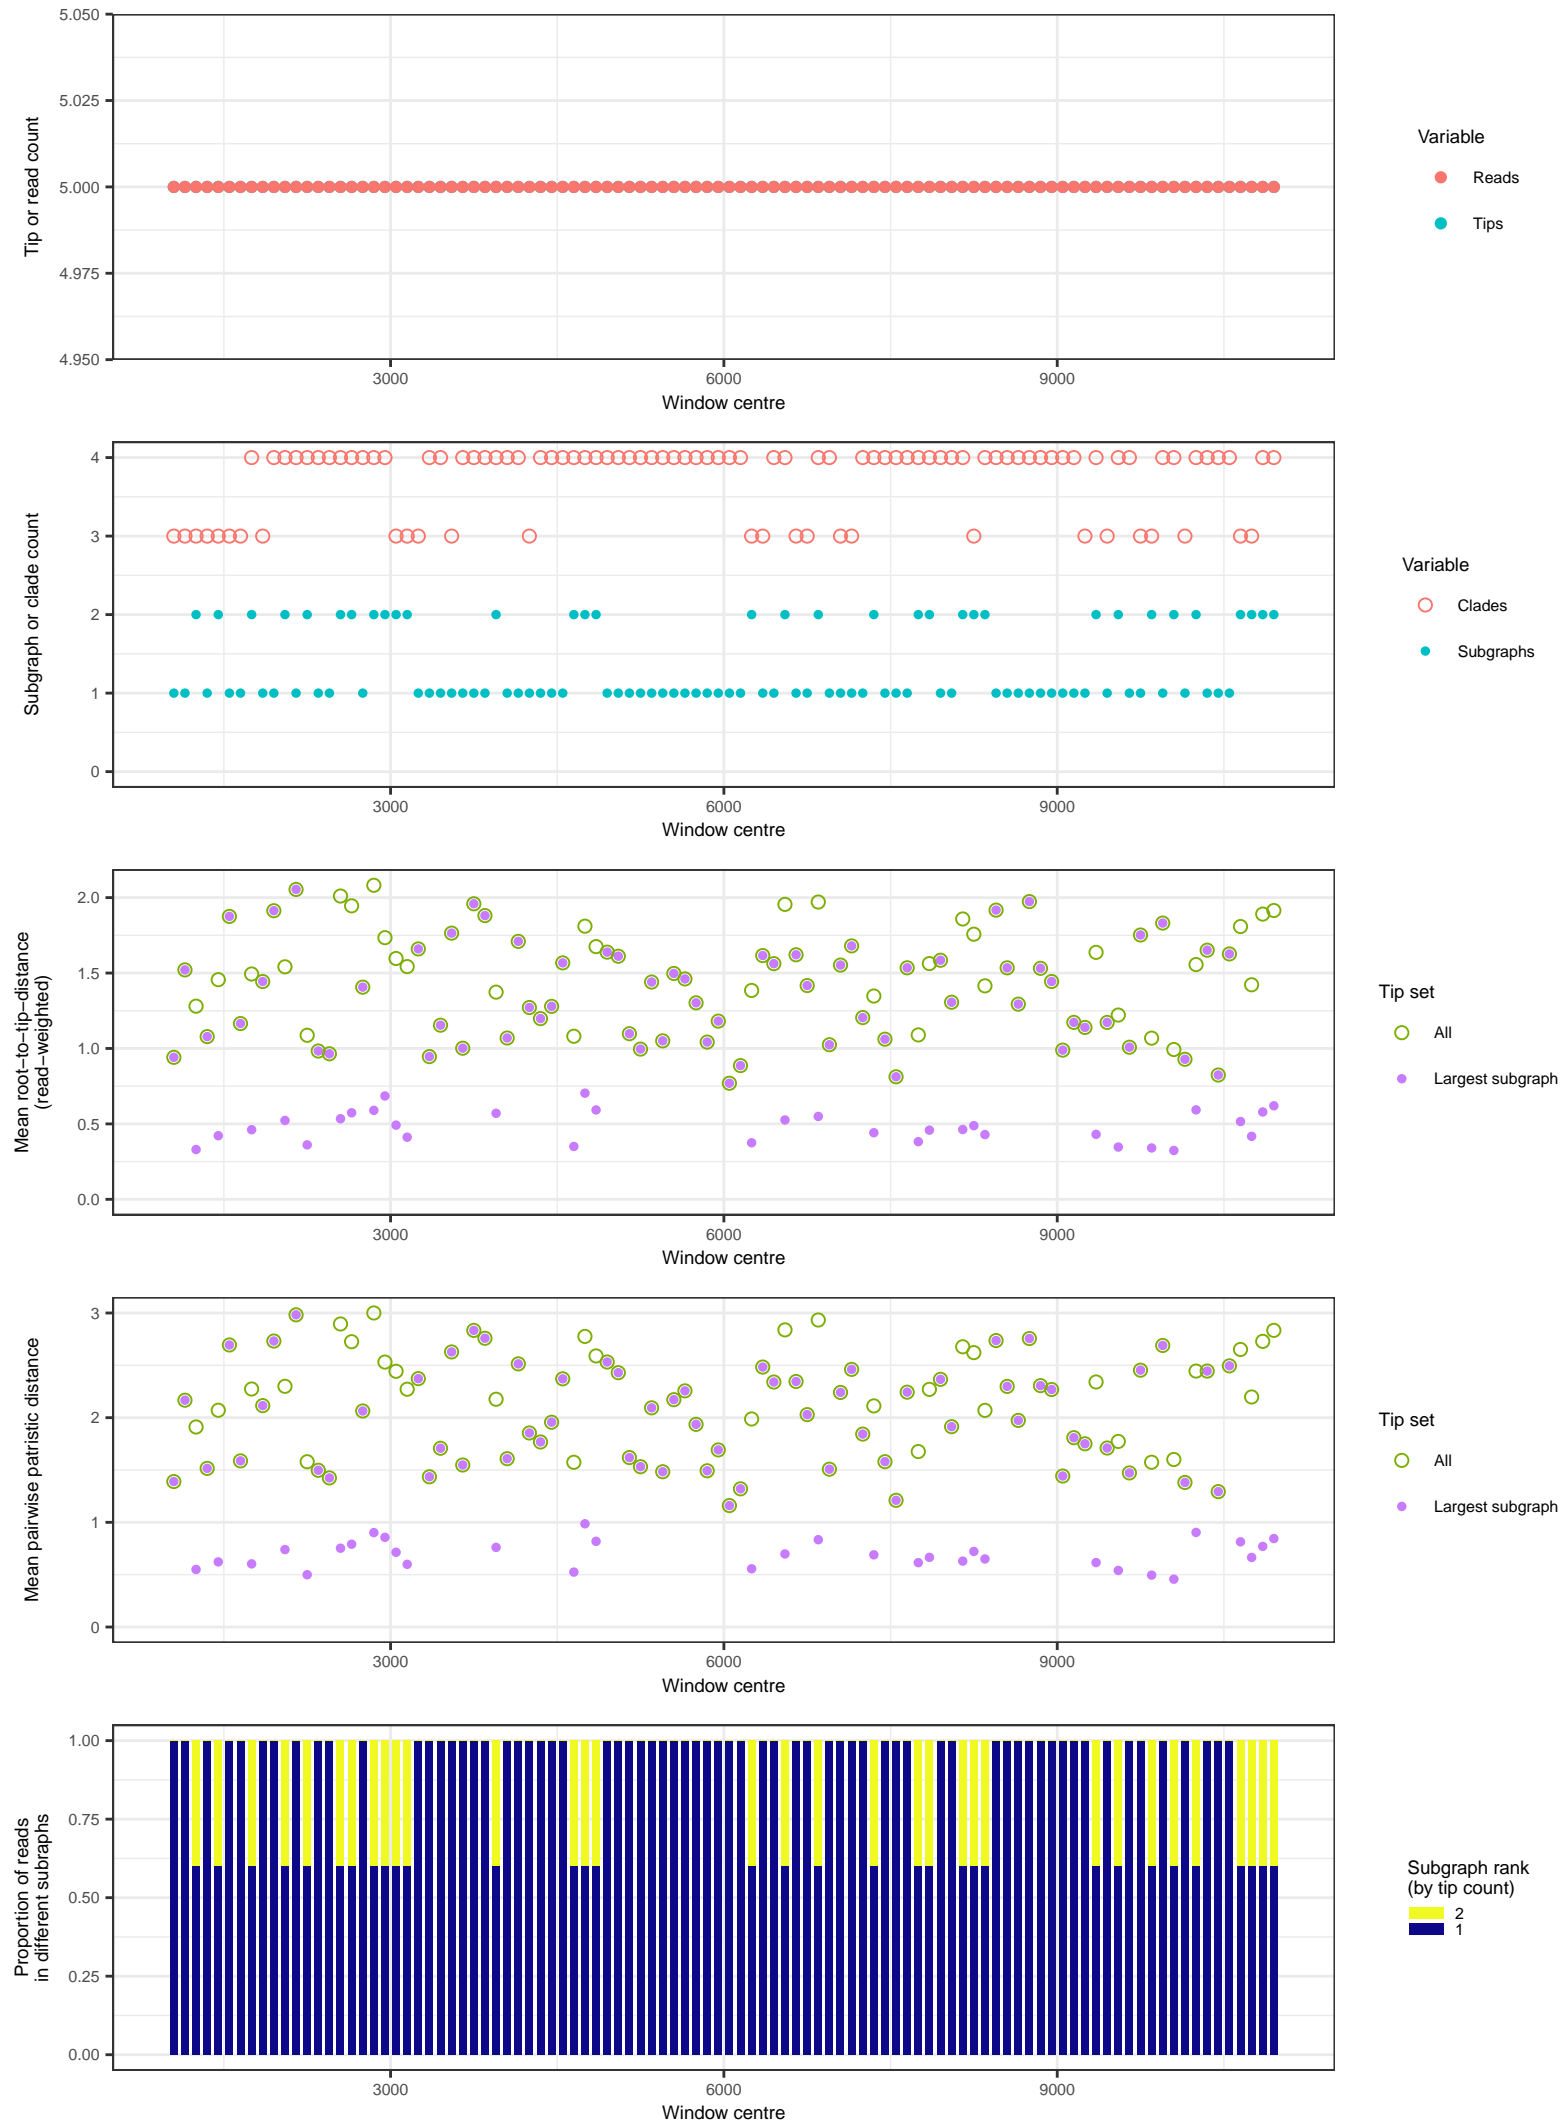 5.050
5.025
5.000
4.975
4.950
Tip or read count
3000
6000
9000
Window centre
Variable
Reads
Tips
4
3
2
1
0
Subgraph or clade count
3000
6000
9000
Window centre
Variable
Clades
Subgraphs
2.0
1.5
1.0
0.5
0.0
Mean root−to−tip−distance
(read−weighted)
3000
6000
9000
Window centre
Tip set
All
Largest subgraph
3
2
1
0
Mean pairwise patristic distance
3000
6000
9000
Window centre
Tip set
All
Largest subgraph
1.00
0.75
0.50
0.25
0.00
Proportion of reads
in different subraphs
3000
6000
9000
Window centre
Subgraph rank
(by tip count)
2
1